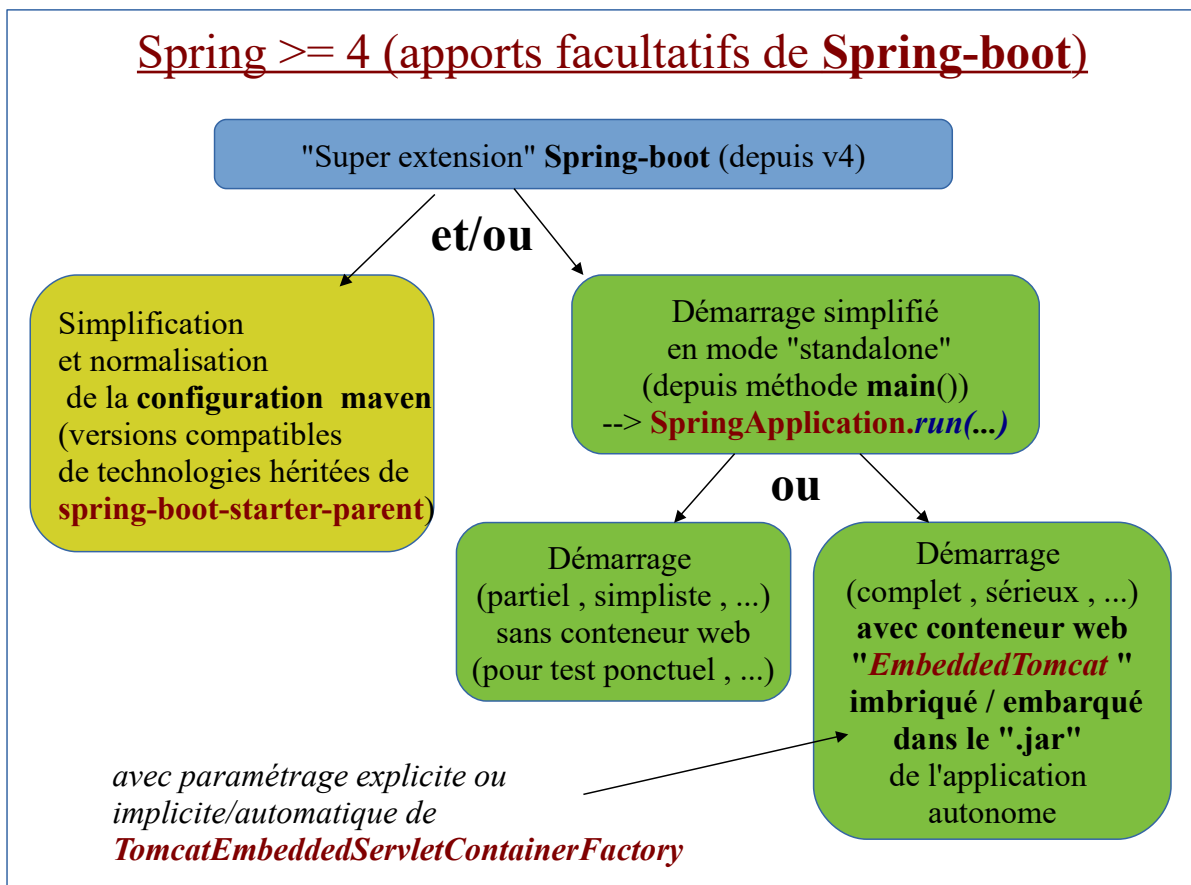 Spring >= 4 (apports facultatifs de Spring-boot)
"Super extension" Spring-boot (depuis v4)
et/ou
Simplification
et normalisation
de la configuration maven
(versions compatibles
de technologies héritées de
spring-boot-starter-parent)
Démarrage simplifié
en mode "standalone"
(depuis méthode main())
--> SpringApplication.run(...)
ou
Démarrage
(partiel , simpliste , ...)
sans conteneur web
(pour test ponctuel , ...)
Démarrage
(complet , sérieux , ...)
avec conteneur web
"EmbeddedTomcat "
imbriqué / embarqué
dans le ".jar"
de l'application
autonome
avec paramétrage explicite ou
implicite/automatique de
TomcatEmbeddedServletContainerFactory